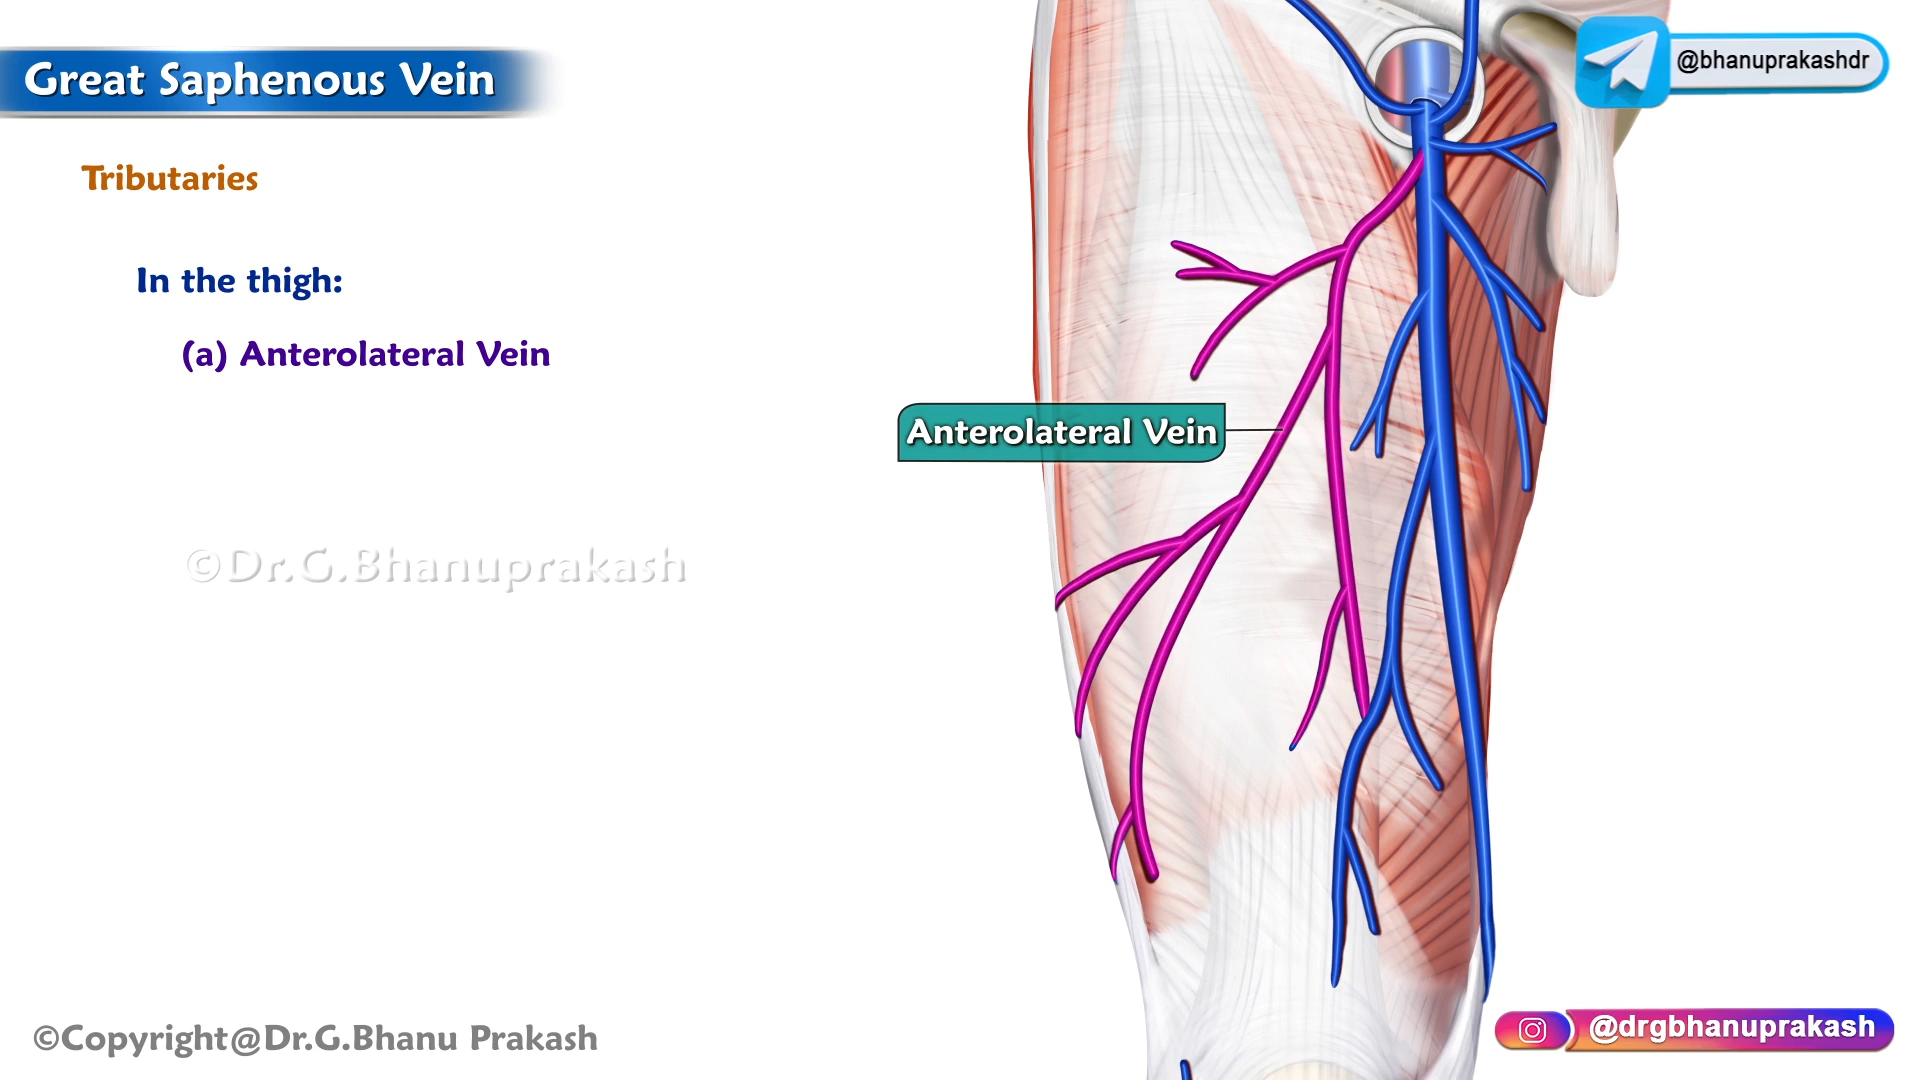 Great Saphenous Vein
@bhanuprakashdr
Tributaries
In the thigh:
(a) Anterolateral Vein
Anterolateral Vein
©Dr.G.Bhanuprakash
©Copyright@Dr.G.Bhanu Prakash
@drgbhanuprakash